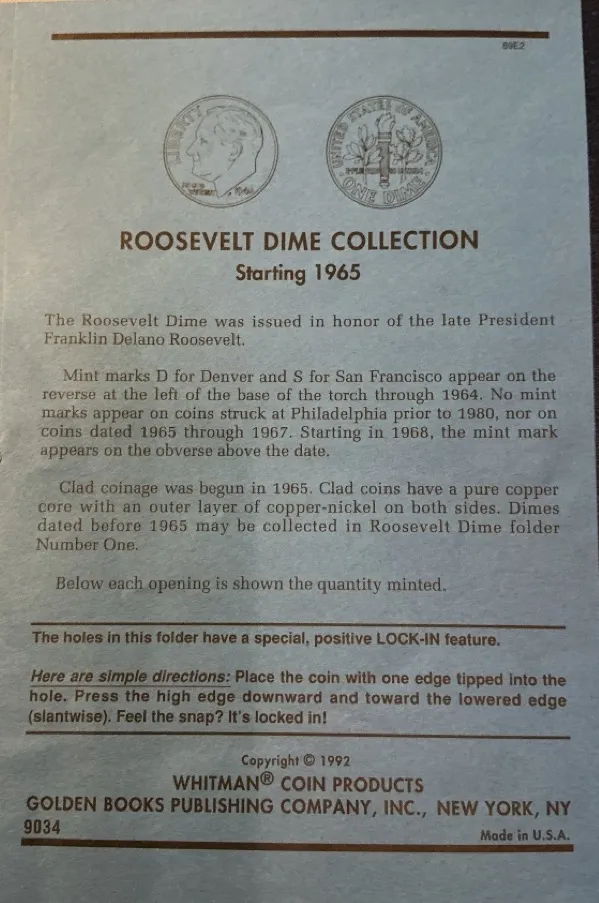 89E2
LIBERTY
UNITED STATES OF AMERICA
ONE DIME
ROOSEVELT DIME COLLECTION
Starting 1965
The Roosevelt Dime was issued in honor of the late President
Franklin Delano Roosevelt.
Mint marks D for Denver and S for San Francisco appear on the
reverse at the left of the base of the torch through 1964. No mint
marks appear on coins struck at Philadelphia prior to 1980, nor on
coins dated 1965 through 1967. Starting in 1968, the mint mark
appears on the obverse above the date.
Clad coinage was begun in 1965. Clad coins have a pure copper
core with an outer layer of copper-nickel on both sides. Dimes
dated before 1965 may be collected in Roosevelt Dime folder
Number One.
Below each opening is shown the quantity minted.
The holes in this folder have a special, positive LOCK-IN feature.
Here are simple directions: Place the coin with one edge tipped into the
hole. Press the high edge downward and toward the lowered edge
(slantwise). Feel the snap? It's locked in!
Copyright © 1992
WHITMAN® COIN PRODUCTS
GOLDEN BOOKS PUBLISHING COMPANY, INC., NEW YORK, NY
9034
Made in U.S.A.